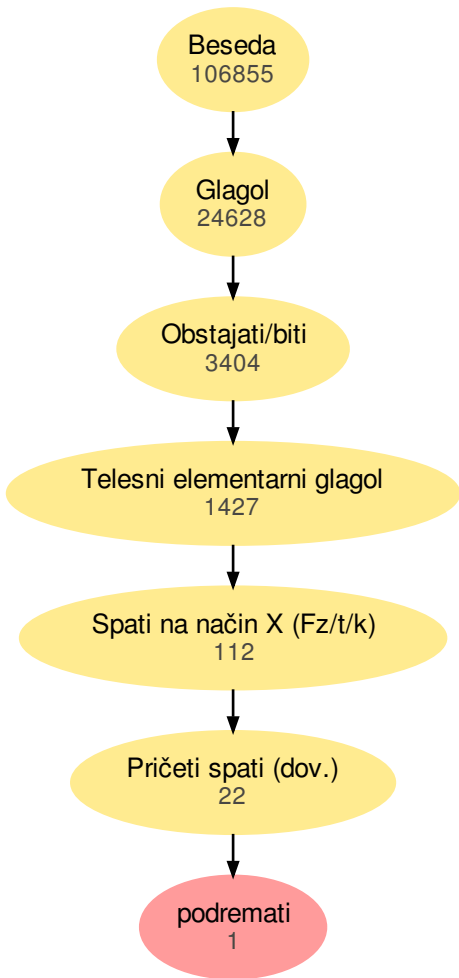 Beseda
106855
Glagol
24628
Obstajati/biti
3404
Telesni elementarni glagol
1427
Spati na način X (Fz/t/k)
112
Pričeti spati (dov.)
22
podremati
1